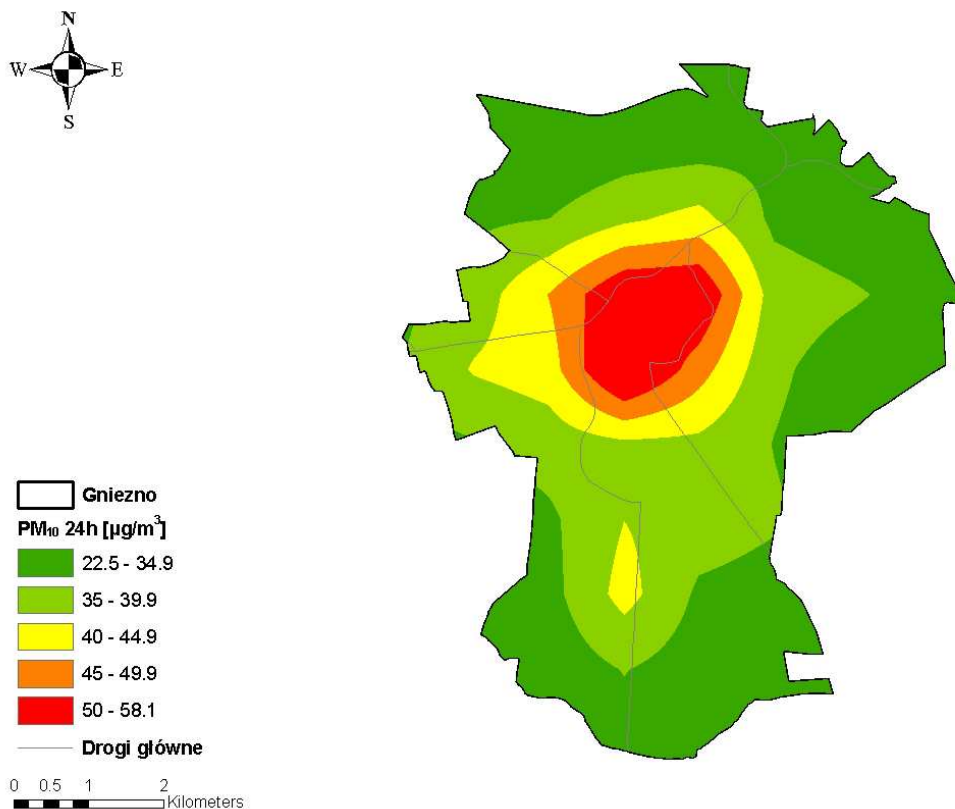 N
W E
S
Gniezno
PM₁₀ 24h [µg/m³]
22.5 - 34.9
35 - 39.9
40 - 44.9
45 - 49.9
50 - 58.1
Drogi główne
0 0.5 1 2
Kilometers